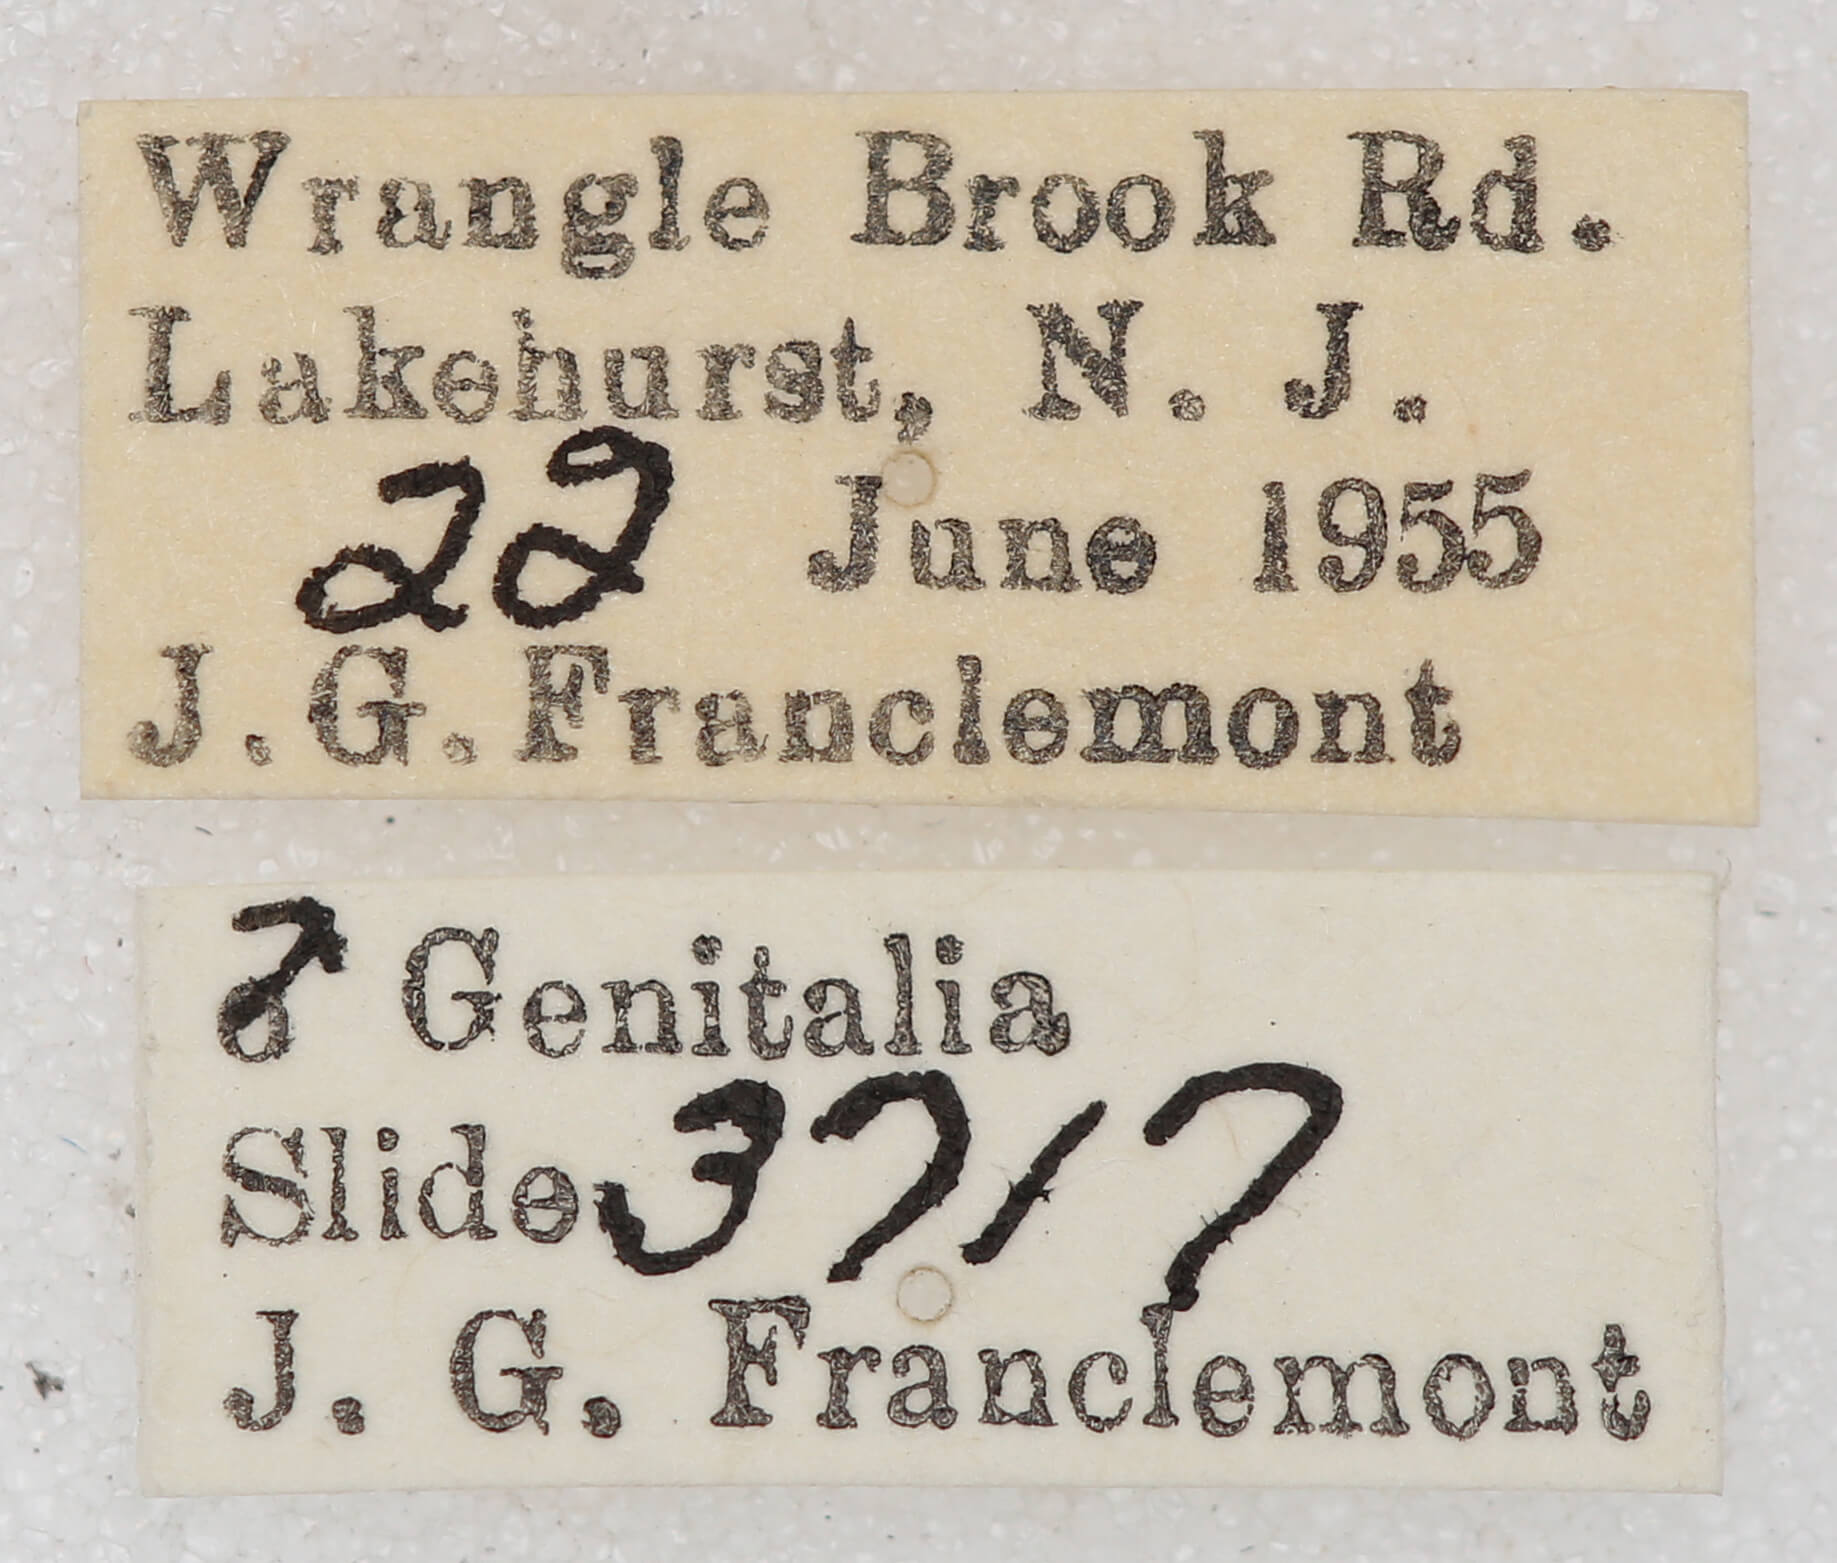 Wrangle Brook Rd.
Lakehurst, N. J.
22 June 1955
J.G.Franclemont
♂ Genitalia
Slide 3717
J. G. Franclemont